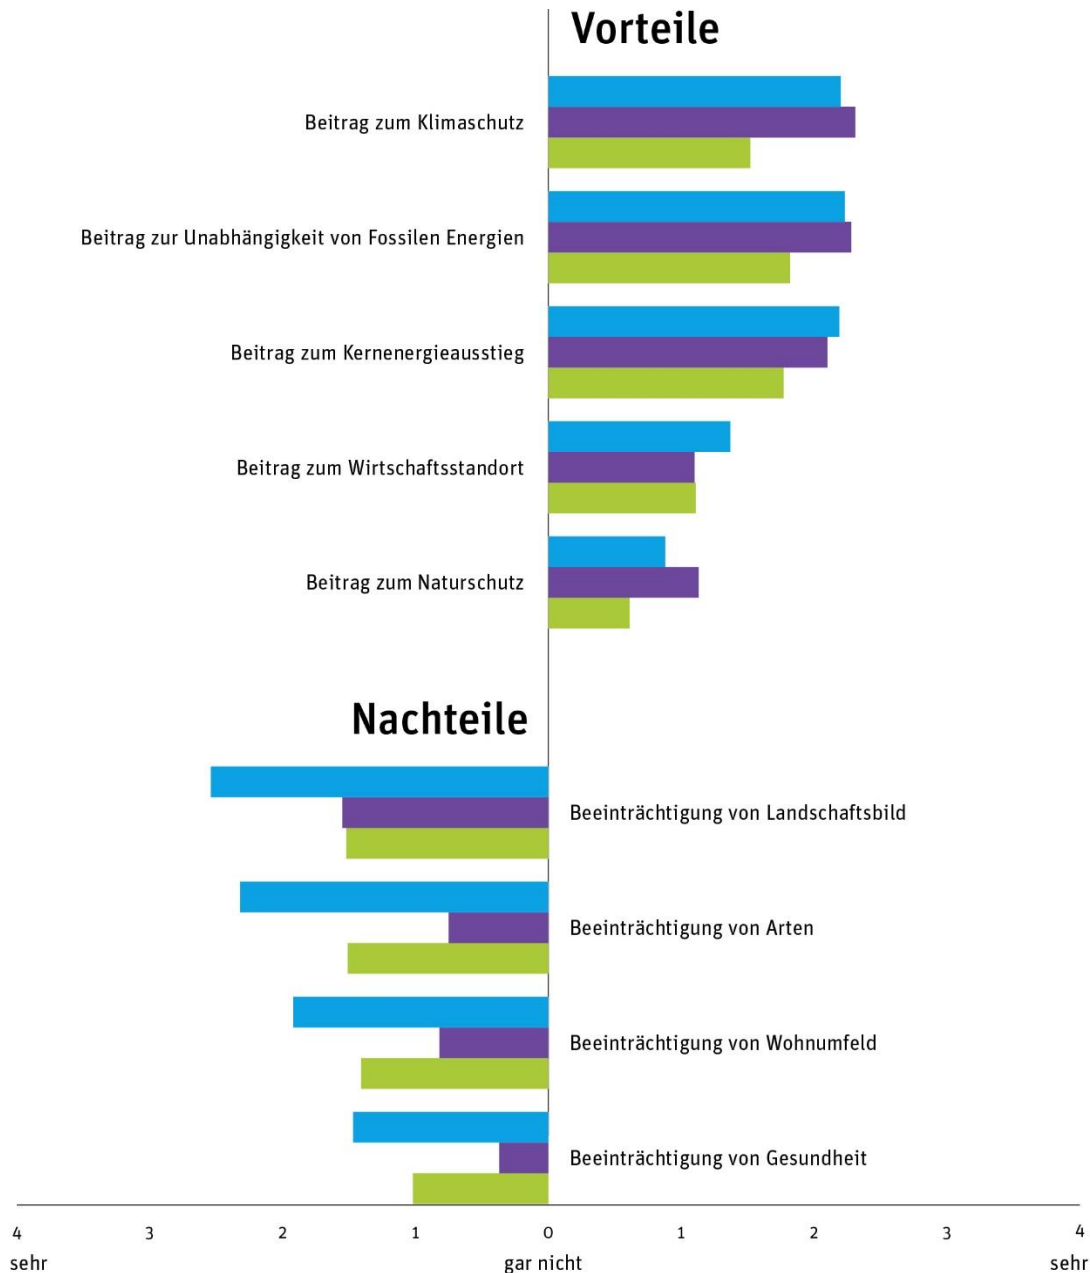 Vorteile
Beitrag zum Klimaschutz
Beitrag zur Unabhängigkeit von Fossilen Energien
Beitrag zum Kernenergieausstieg
Beitrag zum Wirtschaftsstandort
Beitrag zum Naturschutz
Nachteile
Beeinträchtigung von Landschaftsbild
Beeinträchtigung von Arten
Beeinträchtigung von Wohnumfeld
Beeinträchtigung von Gesundheit
4 3 2 1 0 1 2 3 4
sehr gar nicht sehr